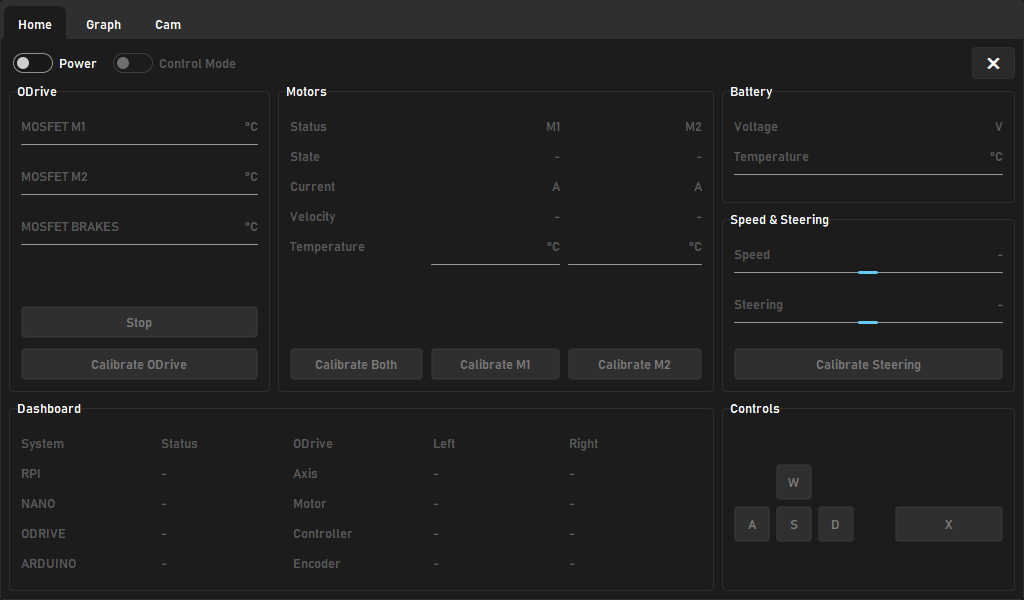 Home Graph Cam
Power Control Mode ✕
ODrive
MOSFET M1 °C
MOSFET M2 °C
MOSFET BRAKES °C
Stop
Calibrate ODrive
Motors
Status M1 M2
State - -
Current A A
Velocity - -
Temperature °C °C
Calibrate Both Calibrate M1 Calibrate M2
Battery
Voltage V
Temperature °C
Speed & Steering
Speed -
Steering -
Calibrate Steering
Dashboard
System Status ODrive Left Right
RPI - Axis - -
NANO - Motor - -
ODRIVE - Controller - -
ARDUINO - Encoder - -
Controls
W
A S D X